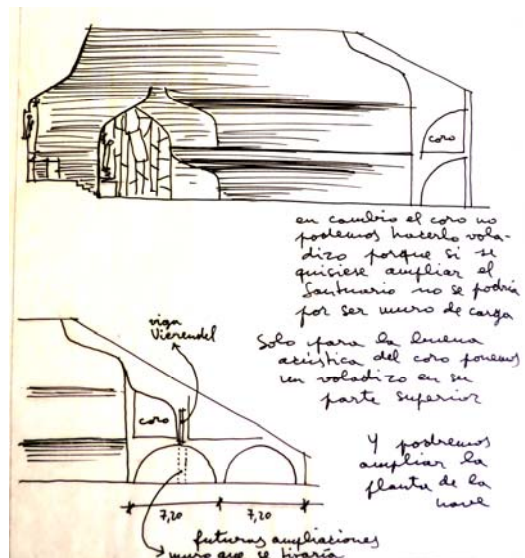 coro
en cambio el coro no
podemos hacerlo vola-
dizo porque si se
quisiese ampliar el
Santuario no se podría
por ser muro de carga
viga
Vierendel
Solo para la buena
acústica del coro ponemos
un voladizo en su
parte superior
coro
Y podremos
ampliar la
planta de la
nave
7,20 7,20
futuras ampliaciones
muro que se tiraría